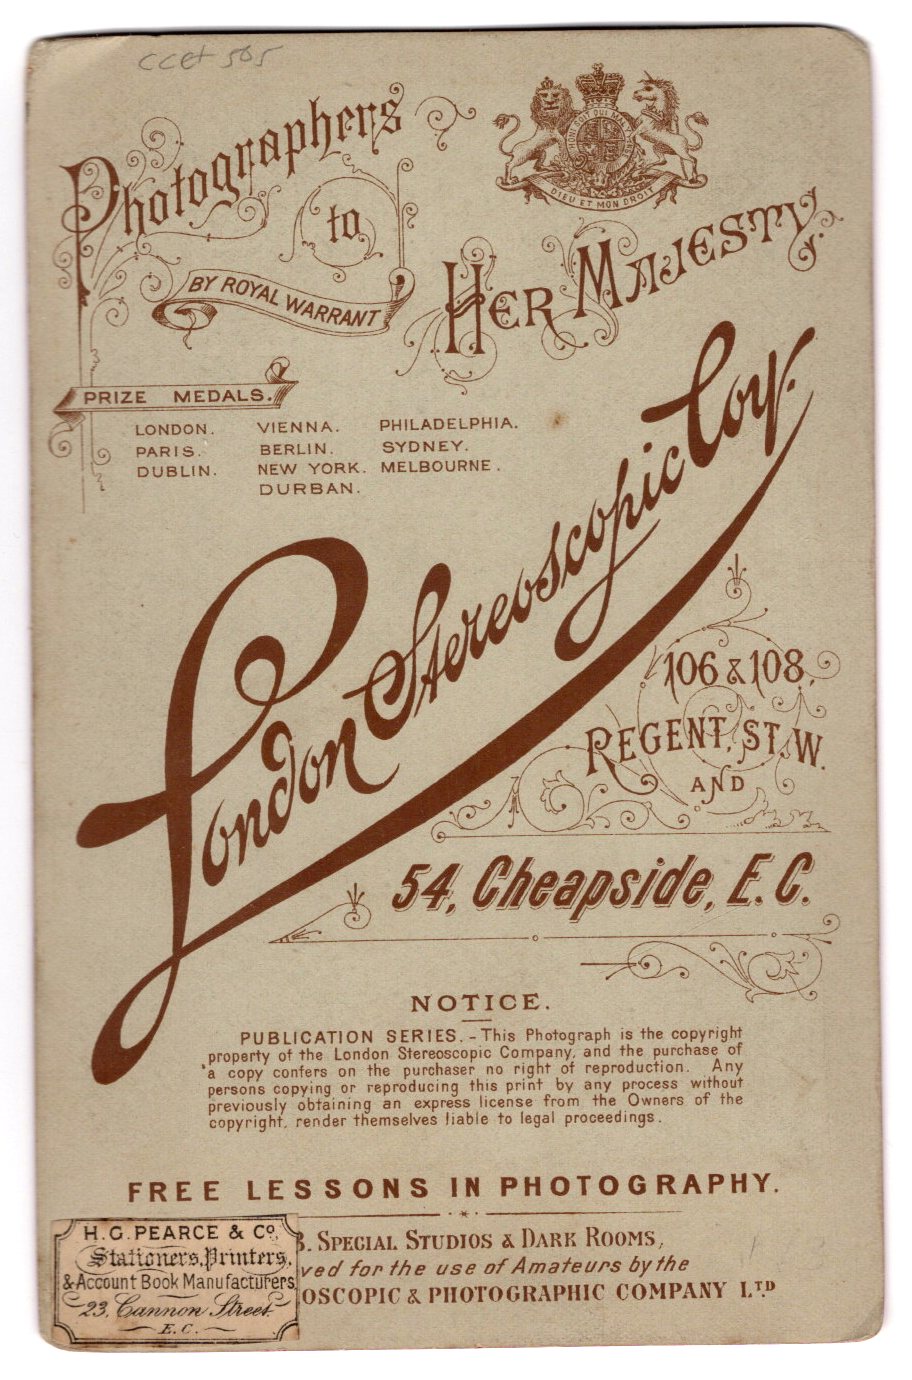 ccet 505
Photographers
to
BY ROYAL WARRANT
HONI SOIT QUI MAL Y
DIEU ET MON DROIT
HER MAJESTY
PRIZE MEDALS.
LONDON. VIENNA. PHILADELPHIA.
PARIS. BERLIN. SYDNEY.
DUBLIN. NEW YORK. MELBOURNE.
DURBAN.
London Stereoscopic Coy.
106 & 108,
REGENT, ST. W.
AND
54, Cheapside, E.C.
NOTICE.
PUBLICATION SERIES. - This Photograph is the copyright
property of the London Stereoscopic Company, and the purchase of
a copy confers on the purchaser no right of reproduction. Any
persons copying or reproducing this print by any process without
previously obtaining an express license from the Owners of the
copyright, render themselves liable to legal proceedings.
FREE LESSONS IN PHOTOGRAPHY.
B. SPECIAL STUDIOS & DARK ROOMS,
ved for the use of Amateurs by the
OSCOPIC & PHOTOGRAPHIC COMPANY LTD
H.G. PEARCE & Co,
Stationers, Printers,
& Account Book Manufacturers
23, Cannon Street.
E.C.